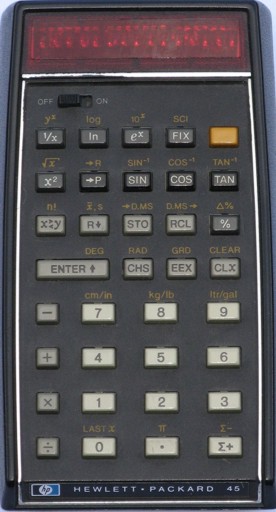 OFF ON
yˣ log 10ˣ SCI
1/x ln eˣ FIX
√x →R SIN⁻¹ COS⁻¹ TAN⁻¹
x² →P SIN COS TAN
n! x̄,s →D.MS D.MS→ Δ%
x≷y R↓ STO RCL %
DEG RAD GRD CLEAR
ENTER↑ CHS EEX CLX
cm/in kg/lb ltr/gal
− 7 8 9
+ 4 5 6
× 1 2 3
LAST X π Σ−
÷ 0 · Σ+
hp HEWLETT·PACKARD 45